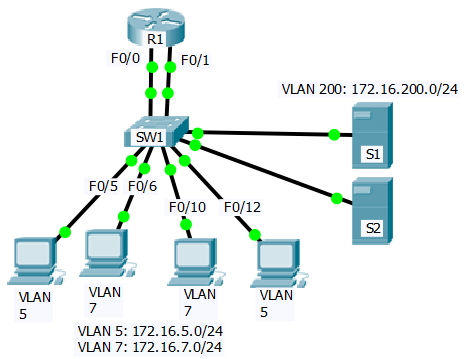 R1
F0/0
F0/1
VLAN 200: 172.16.200.0/24
SW1
S1
F0/5
F0/6
F0/10
F0/12
S2
VLAN
5
VLAN
7
VLAN
7
VLAN
5
VLAN 5: 172.16.5.0/24
VLAN 7: 172.16.7.0/24